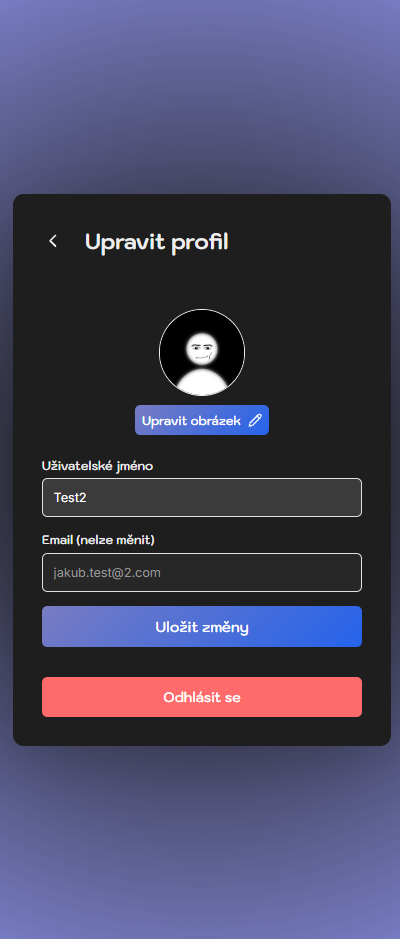 Upravit profil
Upravit obrázek
Uživatelské jméno
Test2
Email (nelze měnit)
jakub.test@2.com
Uložit změny
Odhlásit se